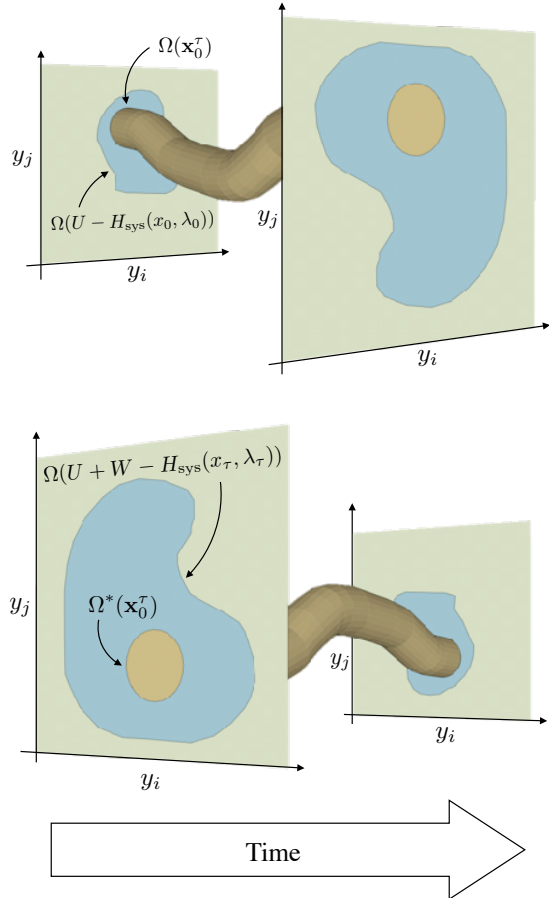 Ω(𝐱₀^τ)
y_j
Ω(U − H_sys(x₀, λ₀))
y_i
y_j
y_i
Ω(U + W − H_sys(x_τ, λ_τ))
Ω*(𝐱₀^τ)
y_j
y_j
y_i
y_i
Time